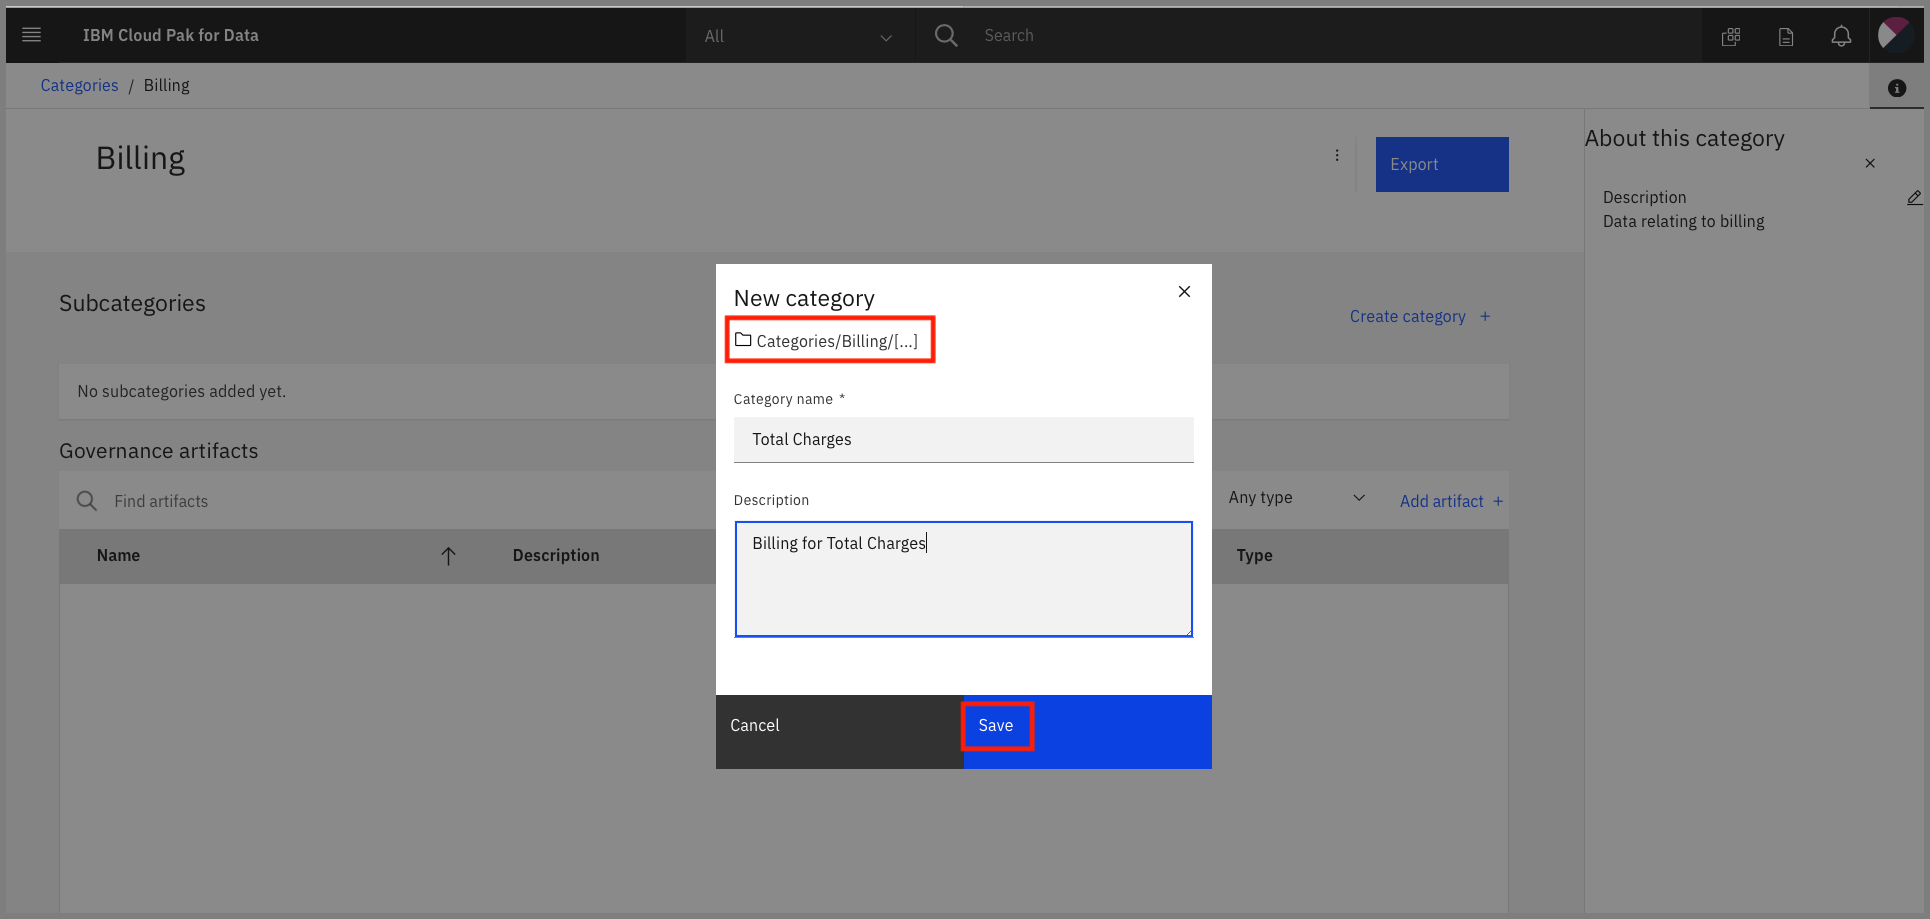 IBM Cloud Pak for Data
All
Search
Categories / Billing
Billing
Export
About this category
Description
Data relating to billing
Subcategories
Create category +
No subcategories added yet.
Governance artifacts
Find artifacts
Any type
Add artifact +
Name
Description
Type
New category
Categories/Billing/[...]
Category name *
Total Charges
Description
Billing for Total Charges
Cancel
Save